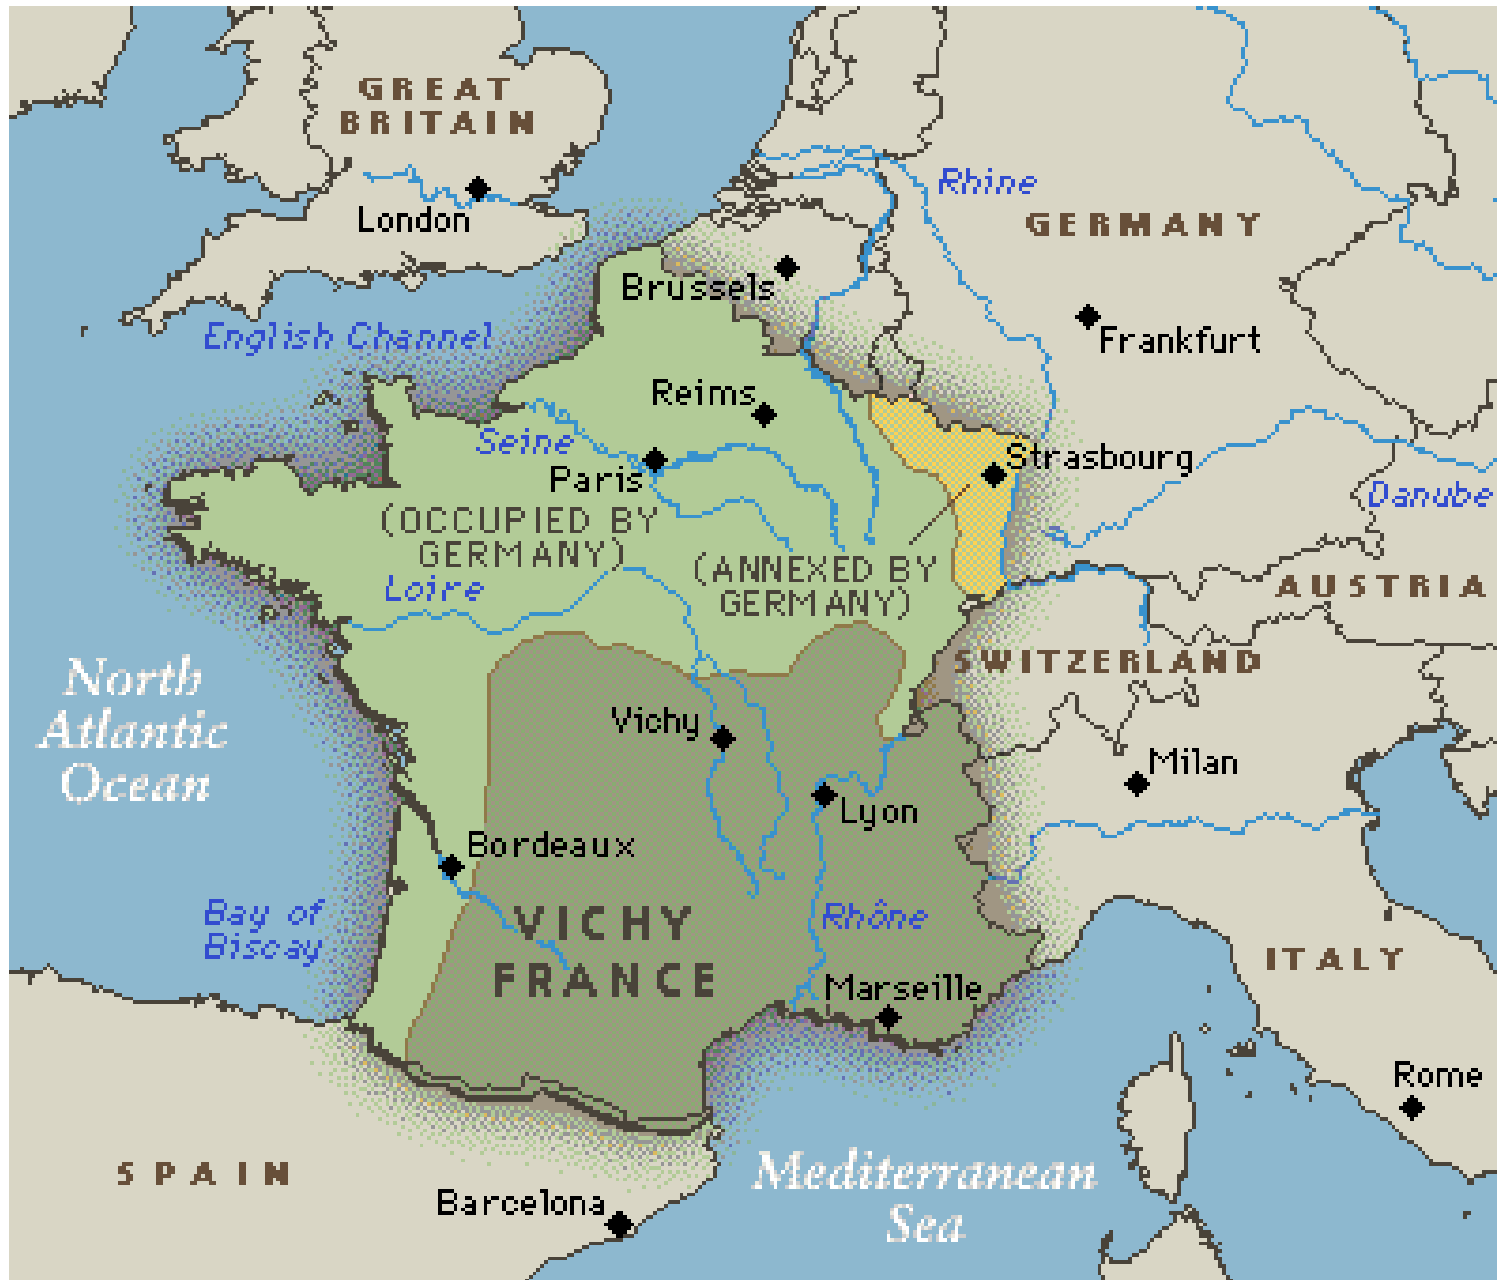 GREAT
BRITAIN
London
Rhine
GERMANY
Brussels
English Channel
Frankfurt
Reims
Seine
Strasbourg
Paris
Danube
(OCCUPIED BY
GERMANY)
(ANNEXED BY
GERMANY)
Loire
AUSTRIA
SWITZERLAND
North
Atlantic
Ocean
Vichy
Milan
Lyon
Bordeaux
Bay of
Biscay
VICHY
FRANCE
Rhône
ITALY
Marseille
Rome
SPAIN
Mediterranean
Sea
Barcelona